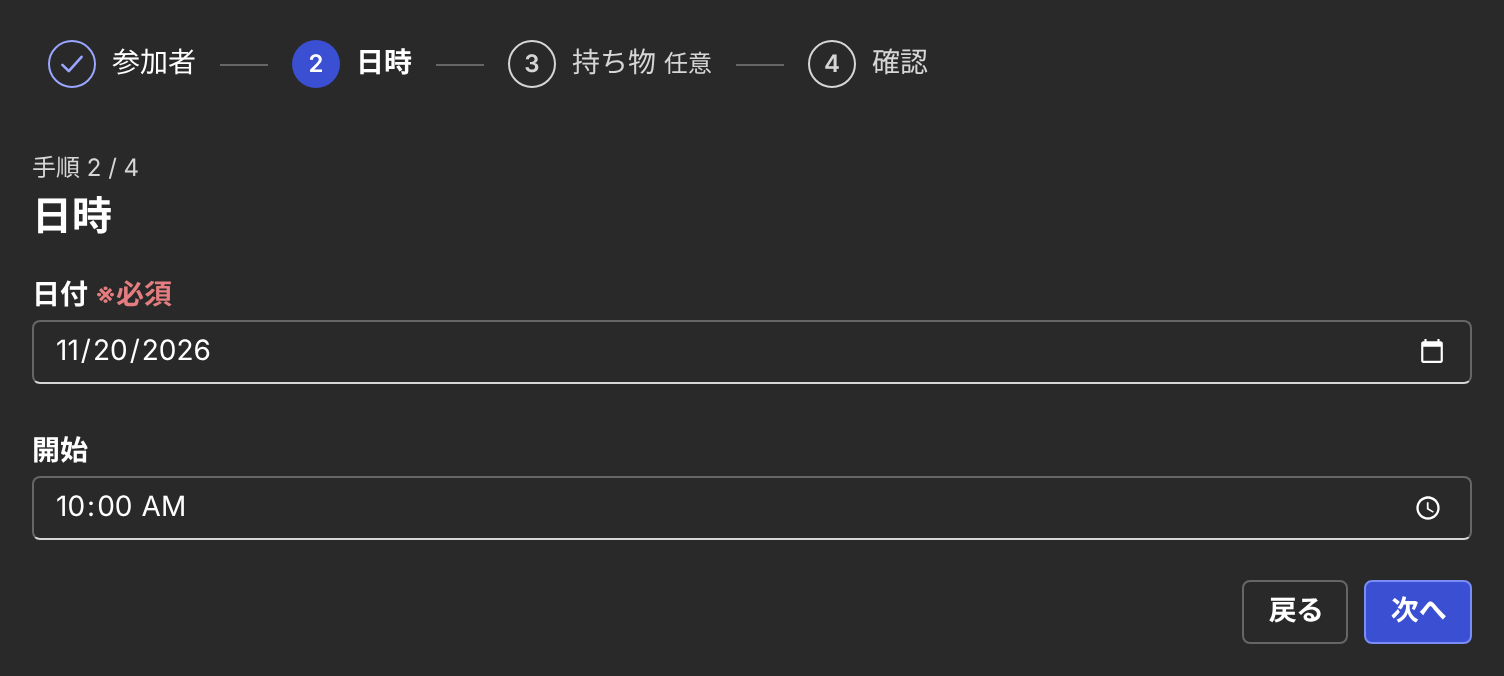 参加者 2 日時 3 持ち物 任意 4 確認
手順 2 / 4
日時
日付 ※必須
11/20/2026
開始
10:00 AM
戻る 次へ